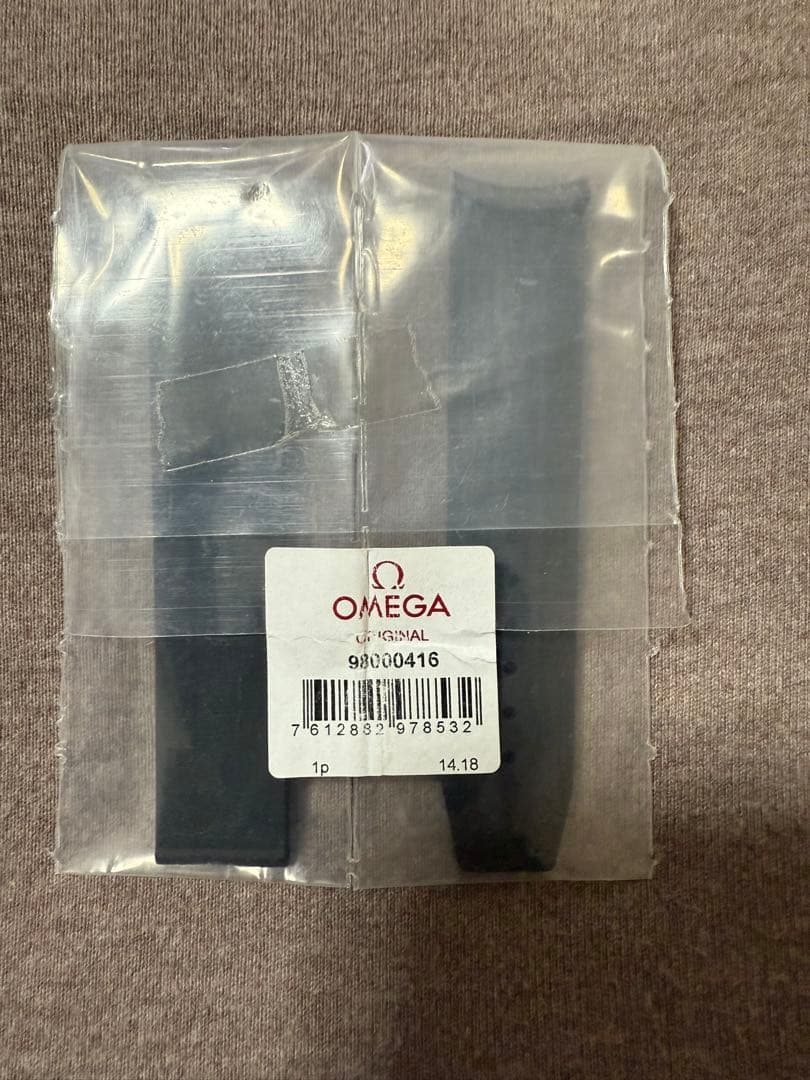 Ω
OMEGA
ORIGINAL
98000416
7 612882 978532
1p 14.18